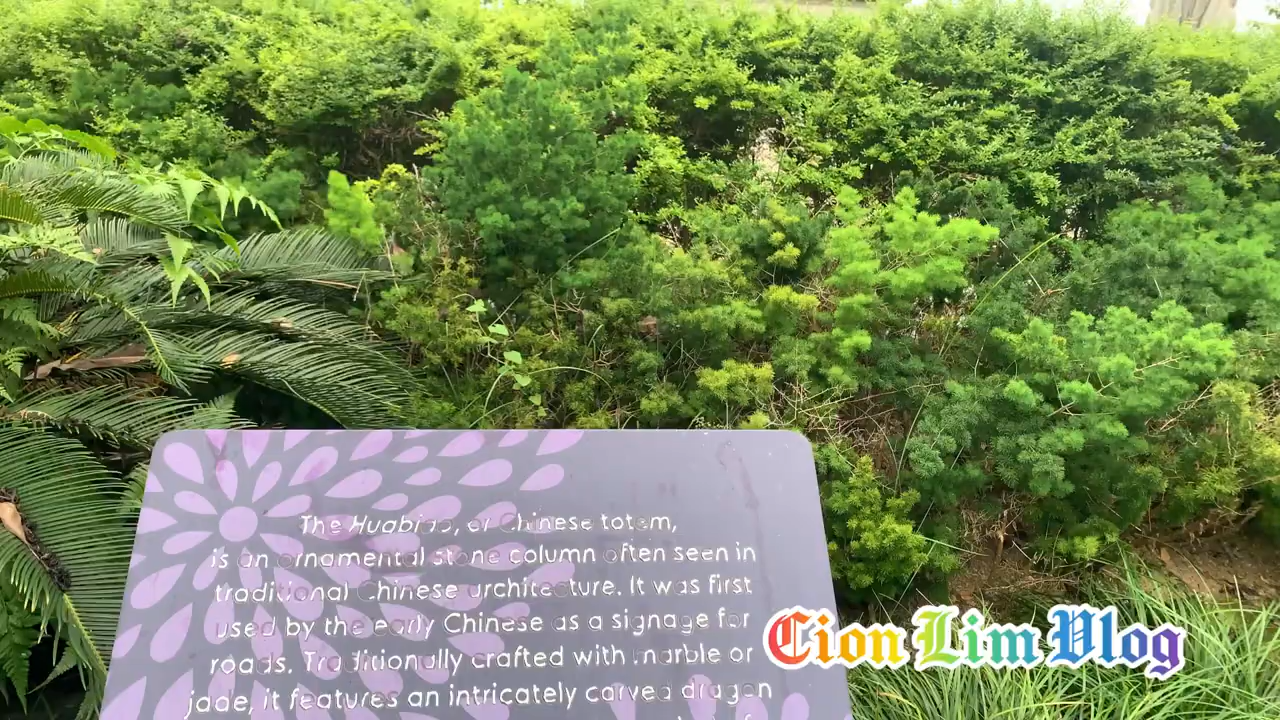 The Huabiao, or Chinese totem,
is an ornamental stone column often seen in
traditional Chinese architecture. It was first
used by the early Chinese as a signage for
roads. Traditionally crafted with marble or
jade, it features an intricately carved dragon
Cion Lim Vlog